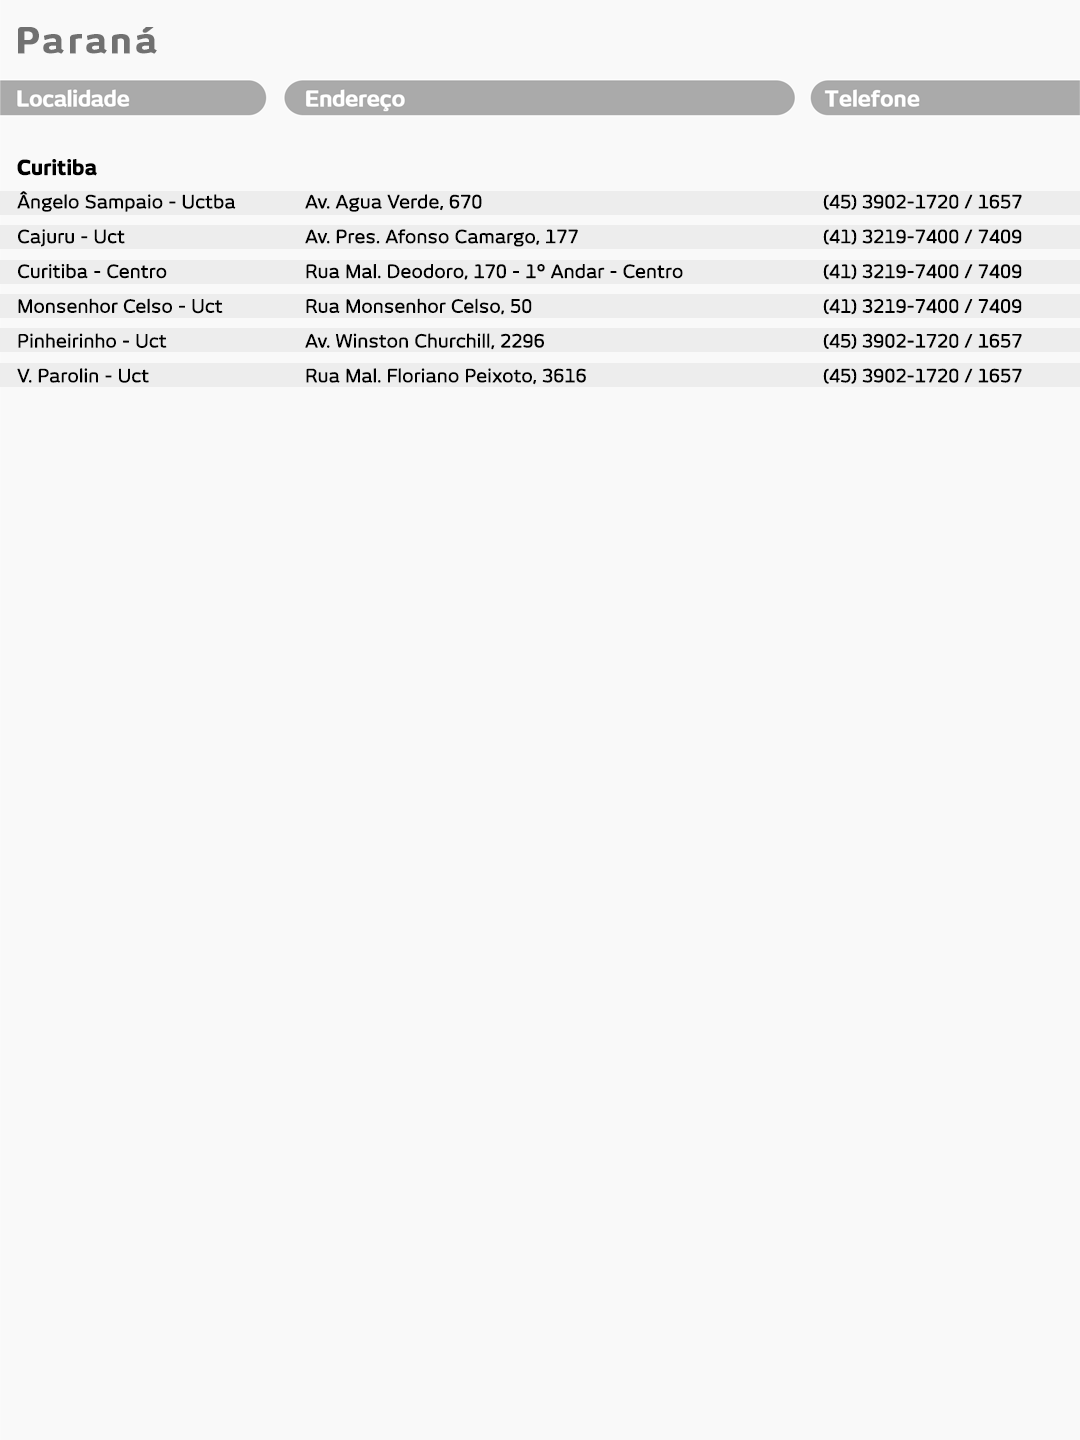 Paraná
Localidade Endereço Telefone
Curitiba
Ângelo Sampaio - Uctba Av. Agua Verde, 670 (45) 3902-1720 / 1657
Cajuru - Uct Av. Pres. Afonso Camargo, 177 (41) 3219-7400 / 7409
Curitiba - Centro Rua Mal. Deodoro, 170 - 1º Andar - Centro (41) 3219-7400 / 7409
Monsenhor Celso - Uct Rua Monsenhor Celso, 50 (41) 3219-7400 / 7409
Pinheirinho - Uct Av. Winston Churchill, 2296 (45) 3902-1720 / 1657
V. Parolin - Uct Rua Mal. Floriano Peixoto, 3616 (45) 3902-1720 / 1657